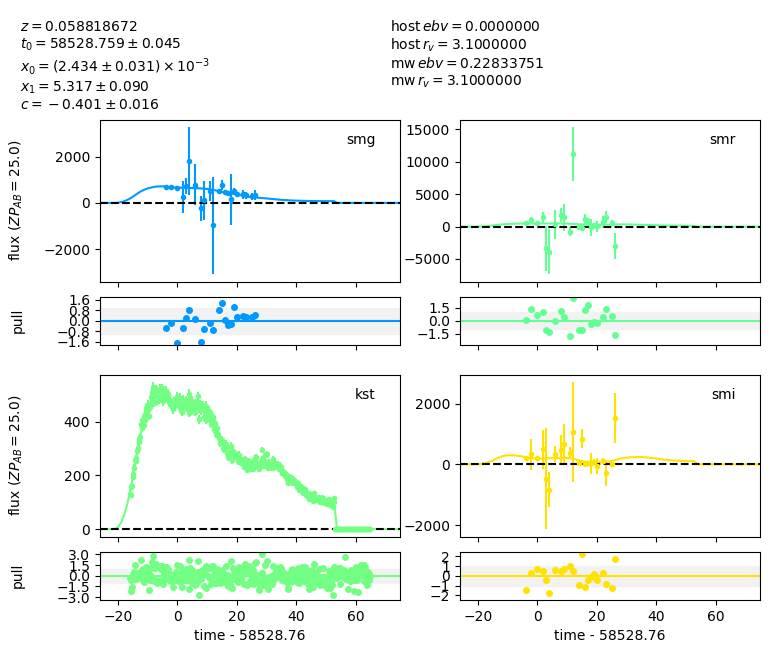 z = 0.058818672
t₀ = 58528.759 ± 0.045
x₀ = (2.434 ± 0.031) × 10⁻³
x₁ = 5.317 ± 0.090
c = −0.401 ± 0.016
host ebv = 0.0000000
host r_v = 3.1000000
mw ebv = 0.22833751
mw r_v = 3.1000000
flux (ZP_AB = 25.0)
2000
0
−2000
smg
15000
10000
5000
0
−5000
smr
pull
1.6
0.8
0.0
−0.8
−1.6
1.5
0.0
−1.5
flux (ZP_AB = 25.0)
400
200
0
kst
2000
0
−2000
smi
pull
3.0
1.5
0.0
−1.5
−3.0
2
1
0
−1
−2
−20 0 20 40 60
−20 0 20 40 60
time - 58528.76
time - 58528.76